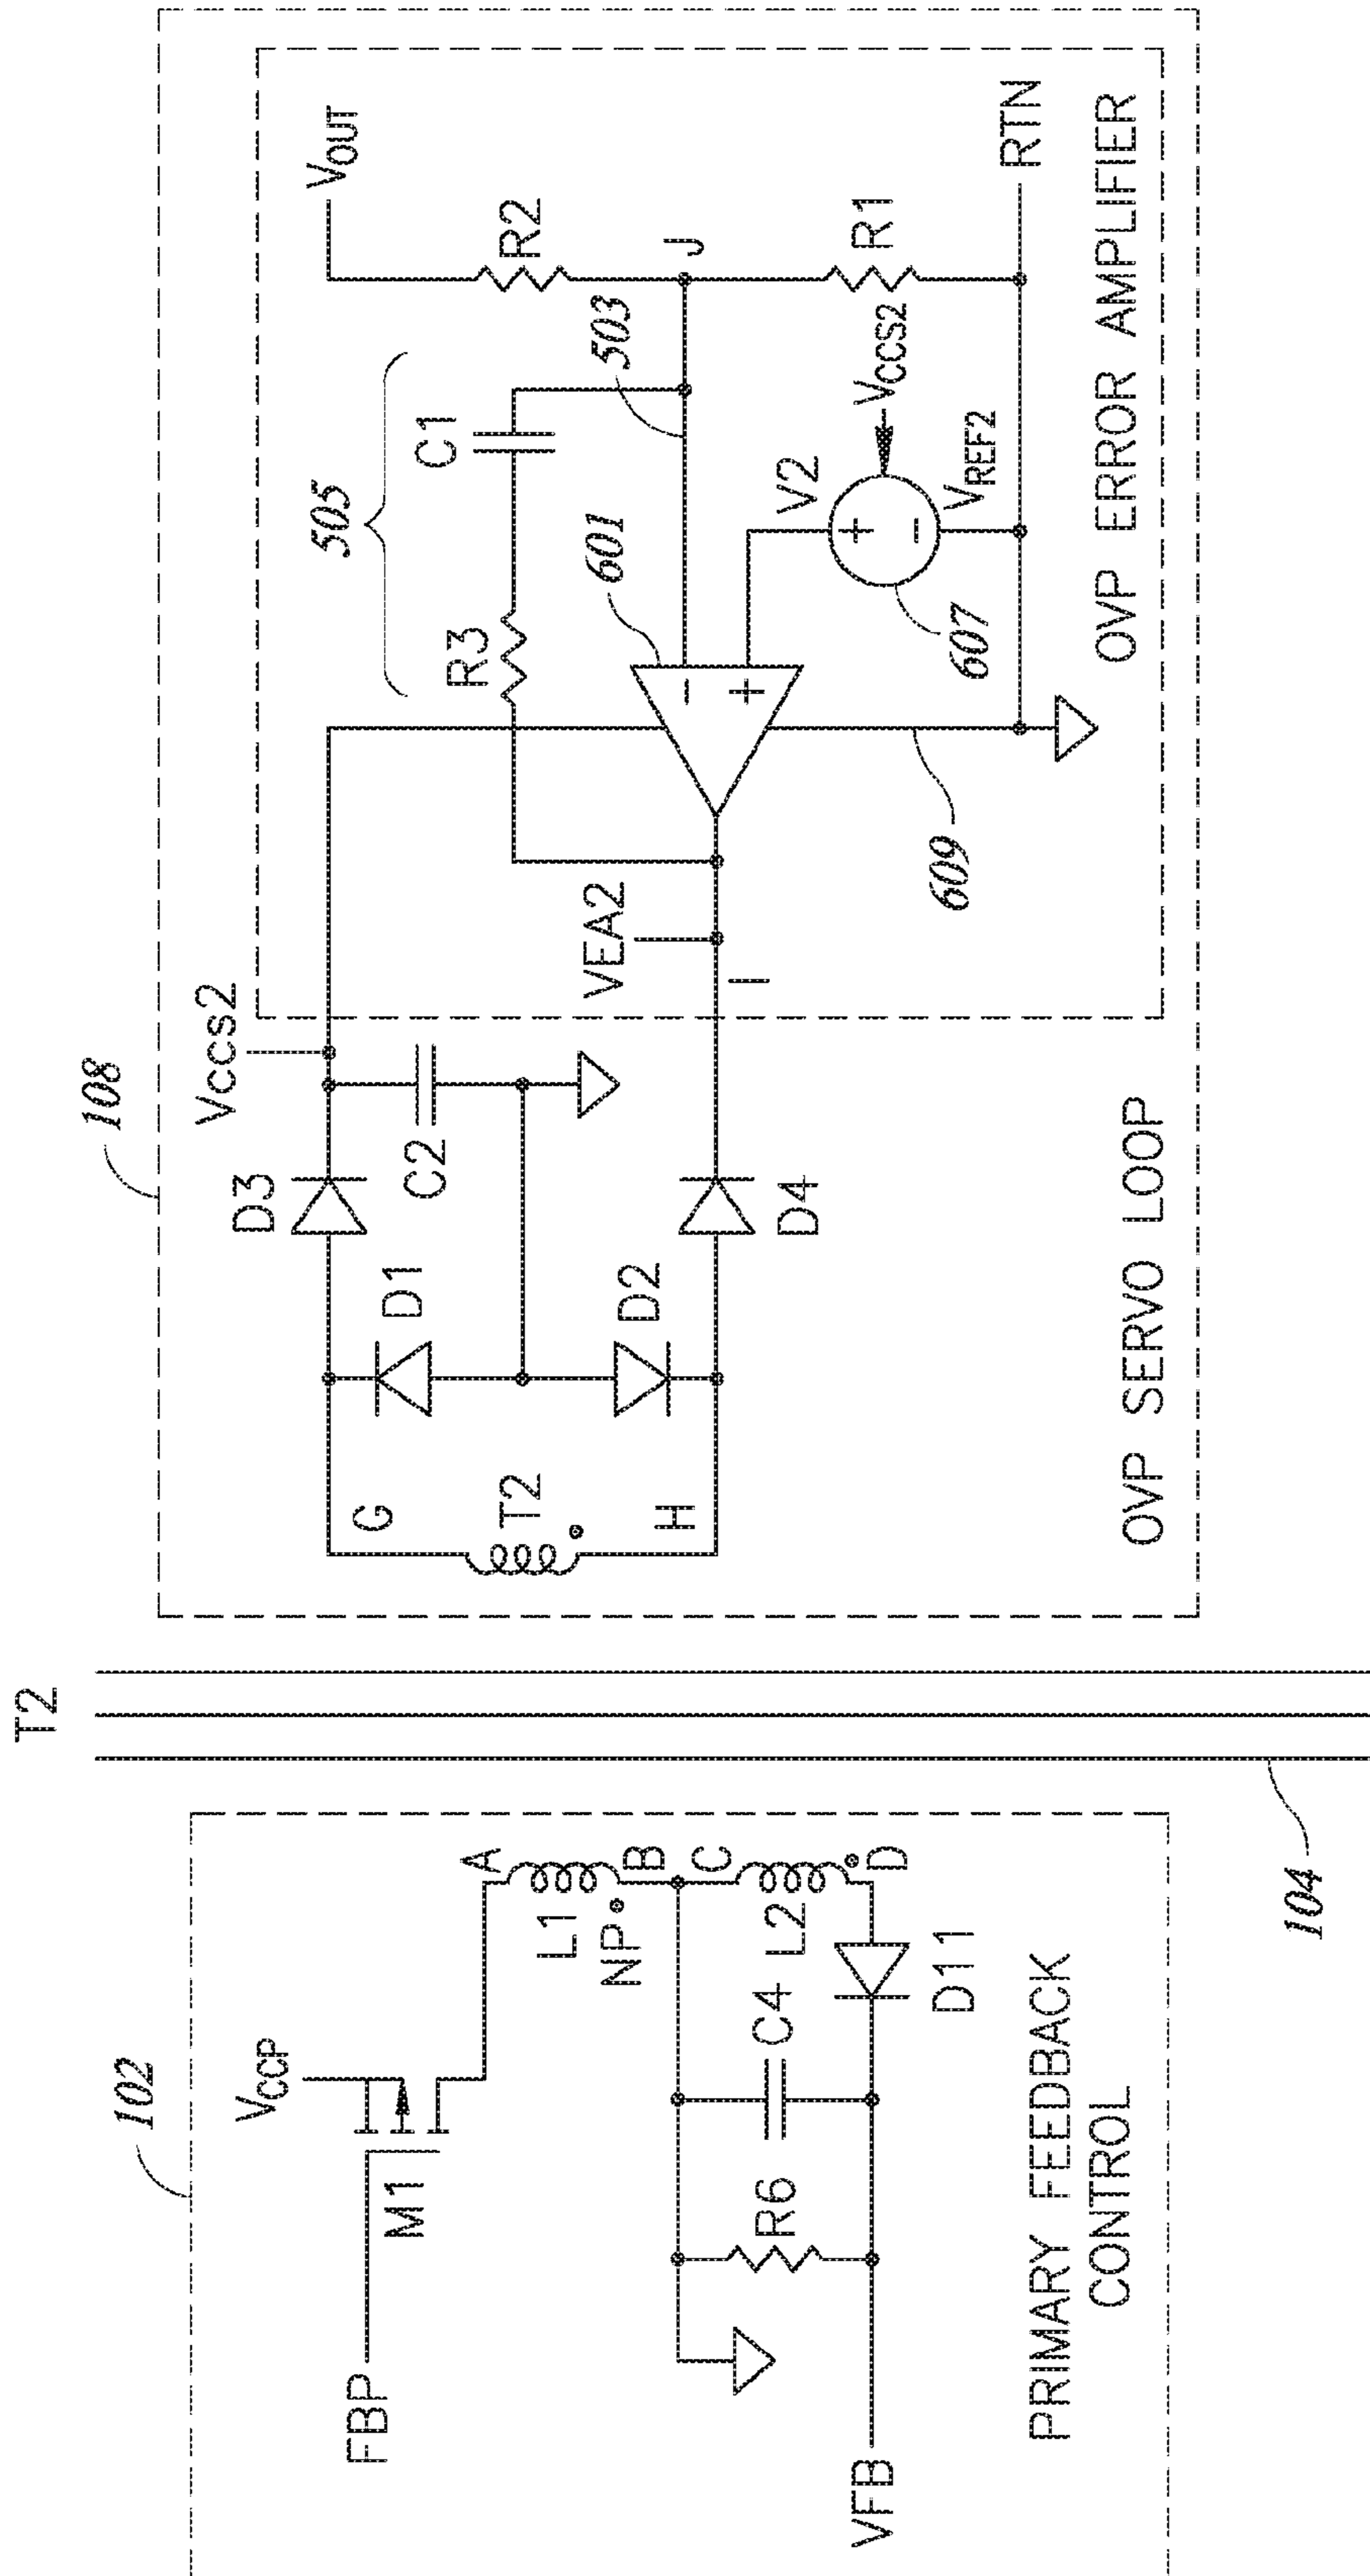 102
VCCP
FBP
M1
A
L1
NP
B
C
L2
D
C4
R6
D11
VFB
PRIMARY FEEDBACK
CONTROL
T2
104
108
G
T2
H
D3
D1
D2
D4
C2
Vccs2
VEA2
I
505
R3
C1
601
503
VOUT
R2
J
R1
V2
VCCS2
VREF2
607
609
RTN
+
−
−
+
OVP ERROR AMPLIFIER
OVP SERVO LOOP